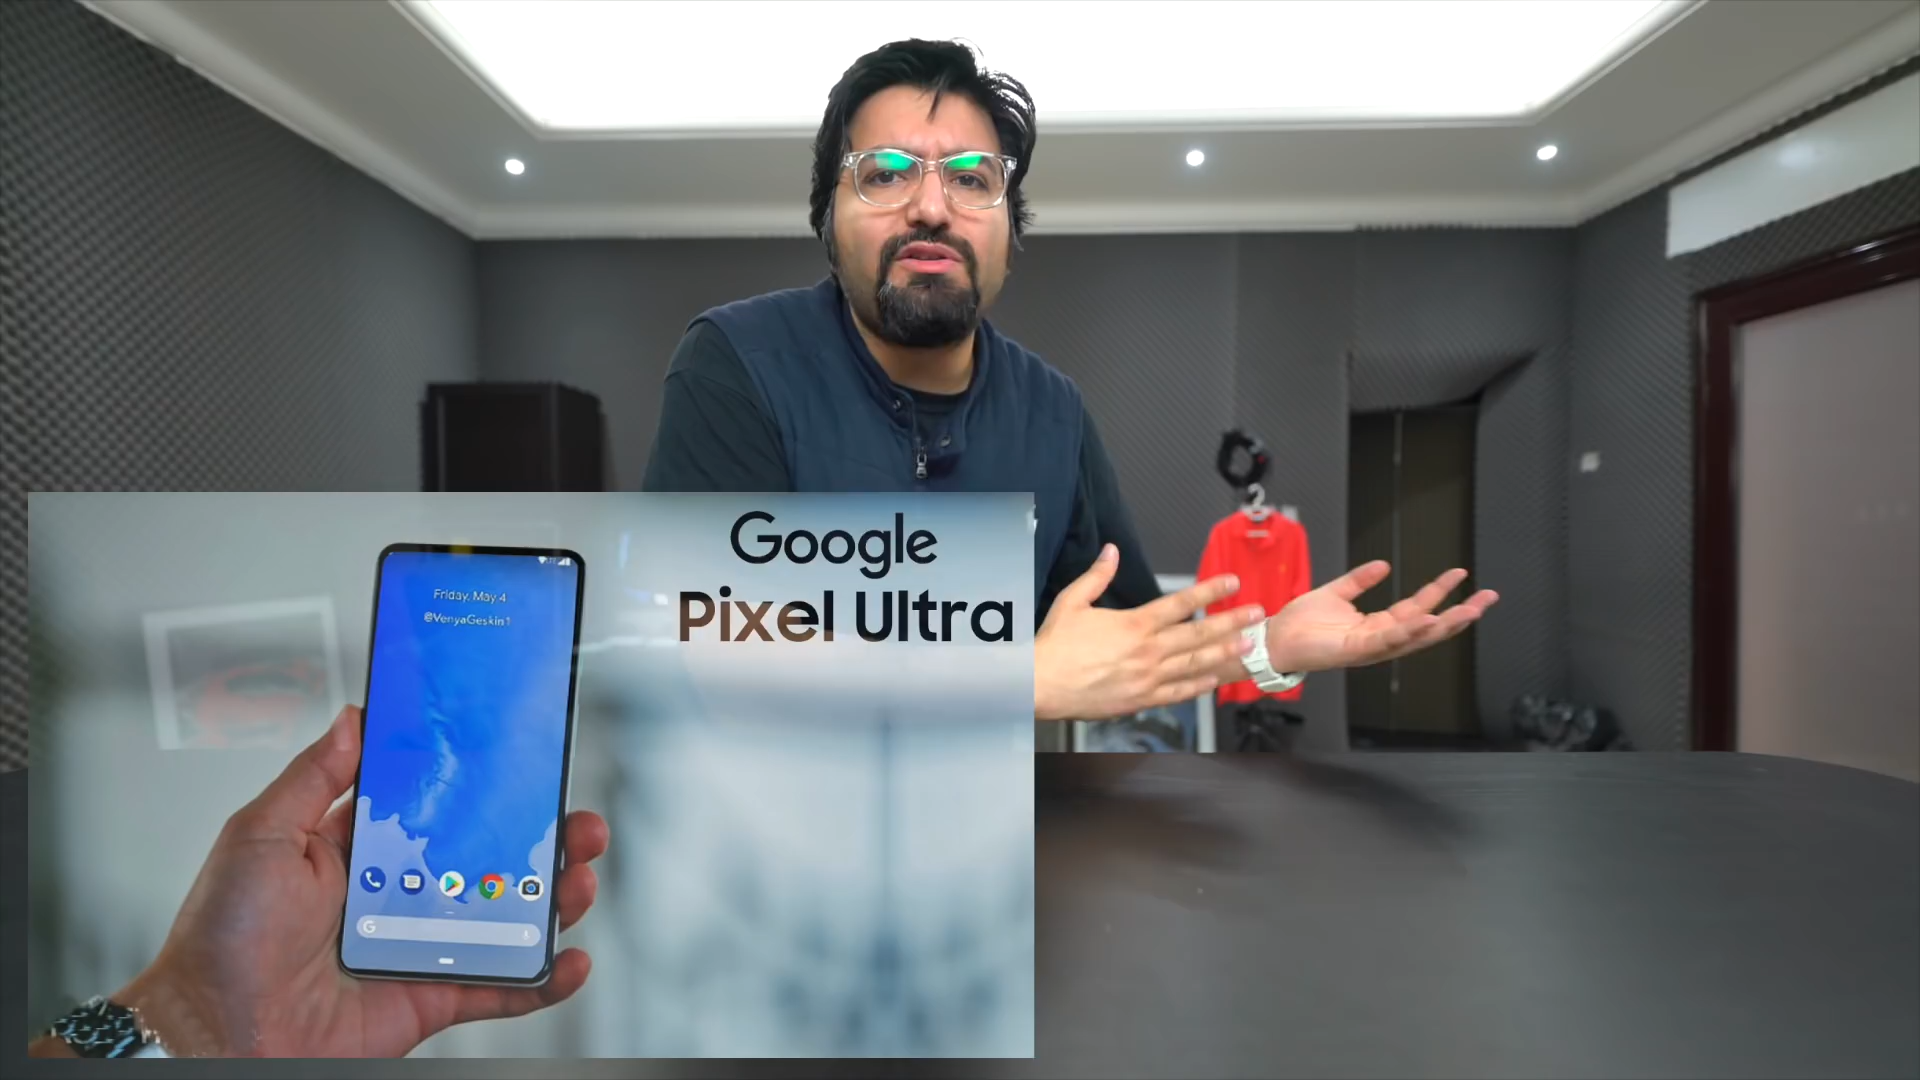 Google
Pixel Ultra
Friday, May 4
@VenyaGeskin1
G